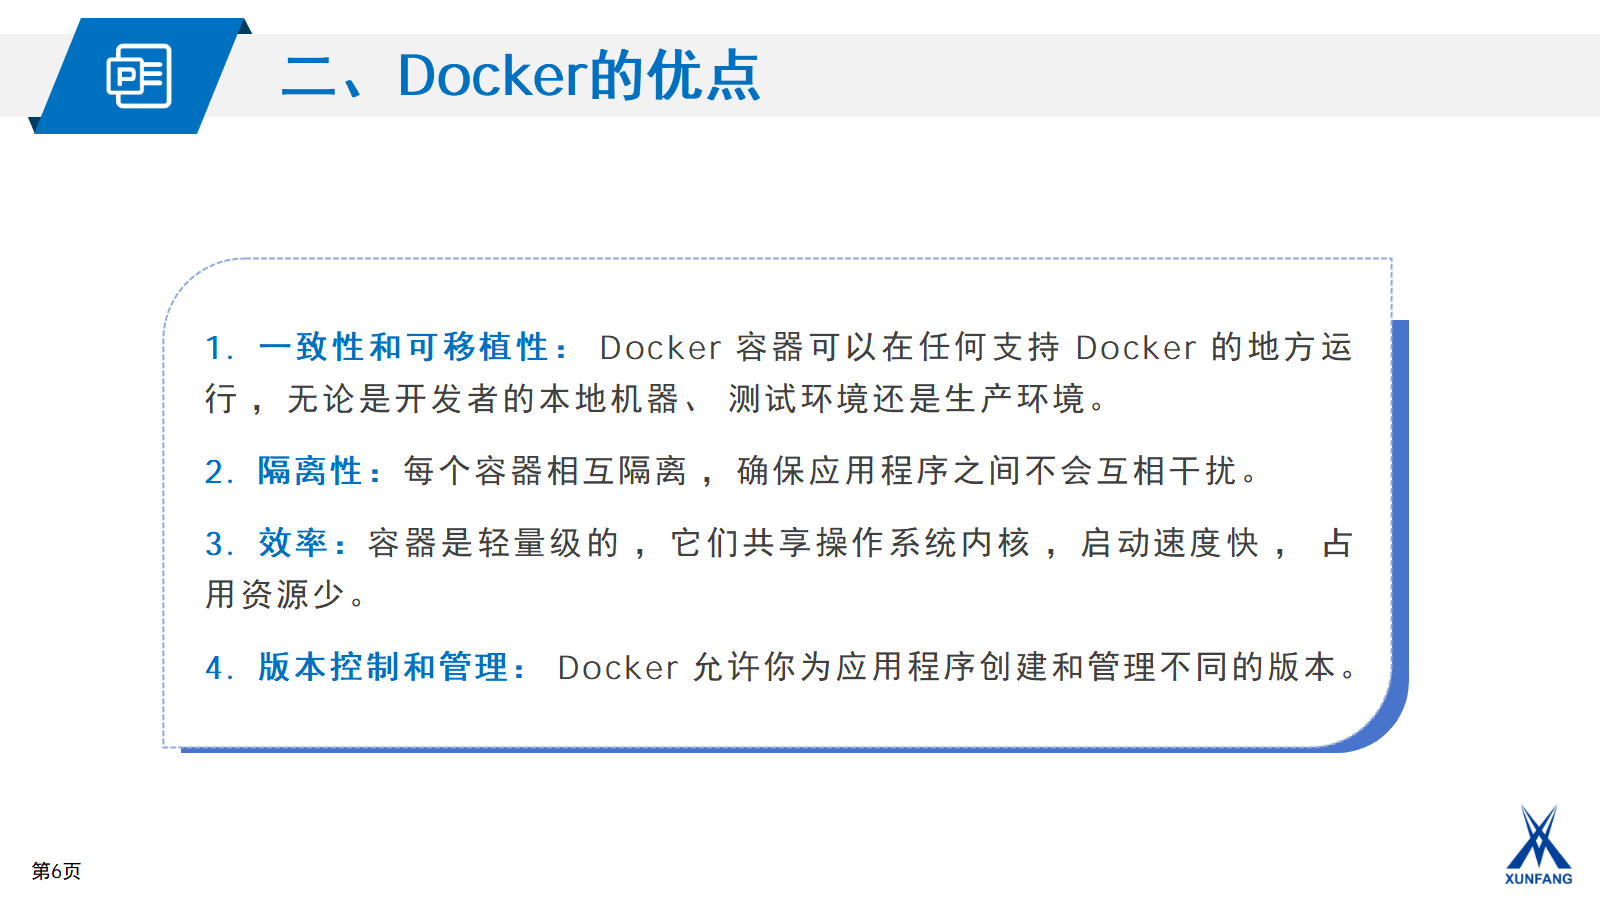 二、Docker的优点
1. 一致性和可移植性： Docker 容器可以在任何支持 Docker 的地方运
行 ，无论是开发者的本地机器、 测试环境还是生产环境。
2. 隔离性：每个容器相互隔离 ，确保应用程序之间不会互相干扰。
3. 效率：容器是轻量级的 ，它们共享操作系统内核 ，启动速度快 ， 占
用资源少。
4. 版本控制和管理： Docker 允许你为应用程序创建和管理不同的版本。
第6页
XUNFANG